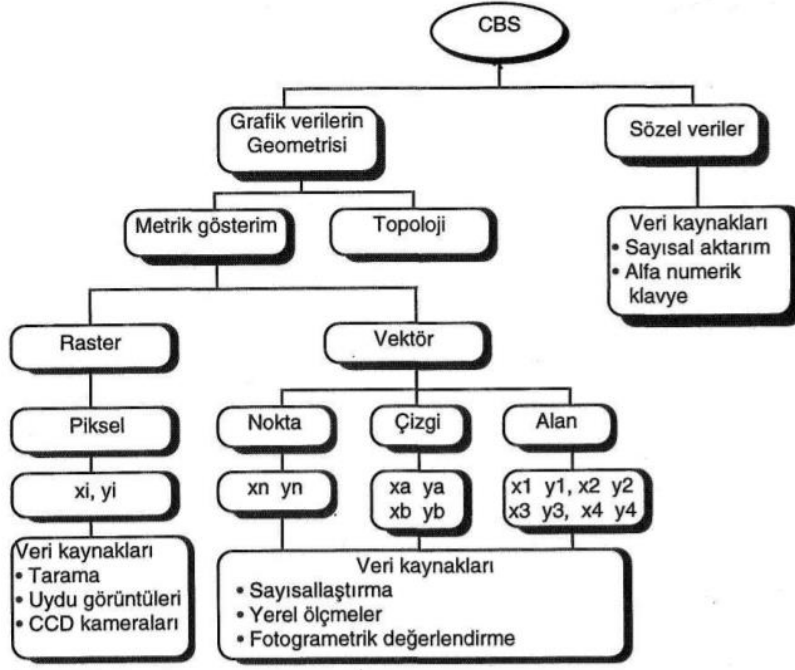 CBS
Grafik verilerin
Geometrisi
Sözel veriler
Metrik gösterim
Topoloji
Veri kaynakları
• Sayısal aktarım
• Alfa numerik
klavye
Raster
Vektör
Piksel
Nokta
Çizgi
Alan
xi, yi
xn yn
xa ya
xb yb
x1 y1, x2 y2
x3 y3, x4 y4
Veri kaynakları
• Tarama
• Uydu görüntüleri
• CCD kameraları
Veri kaynakları
• Sayısallaştırma
• Yerel ölçmeler
• Fotogrametrik değerlendirme